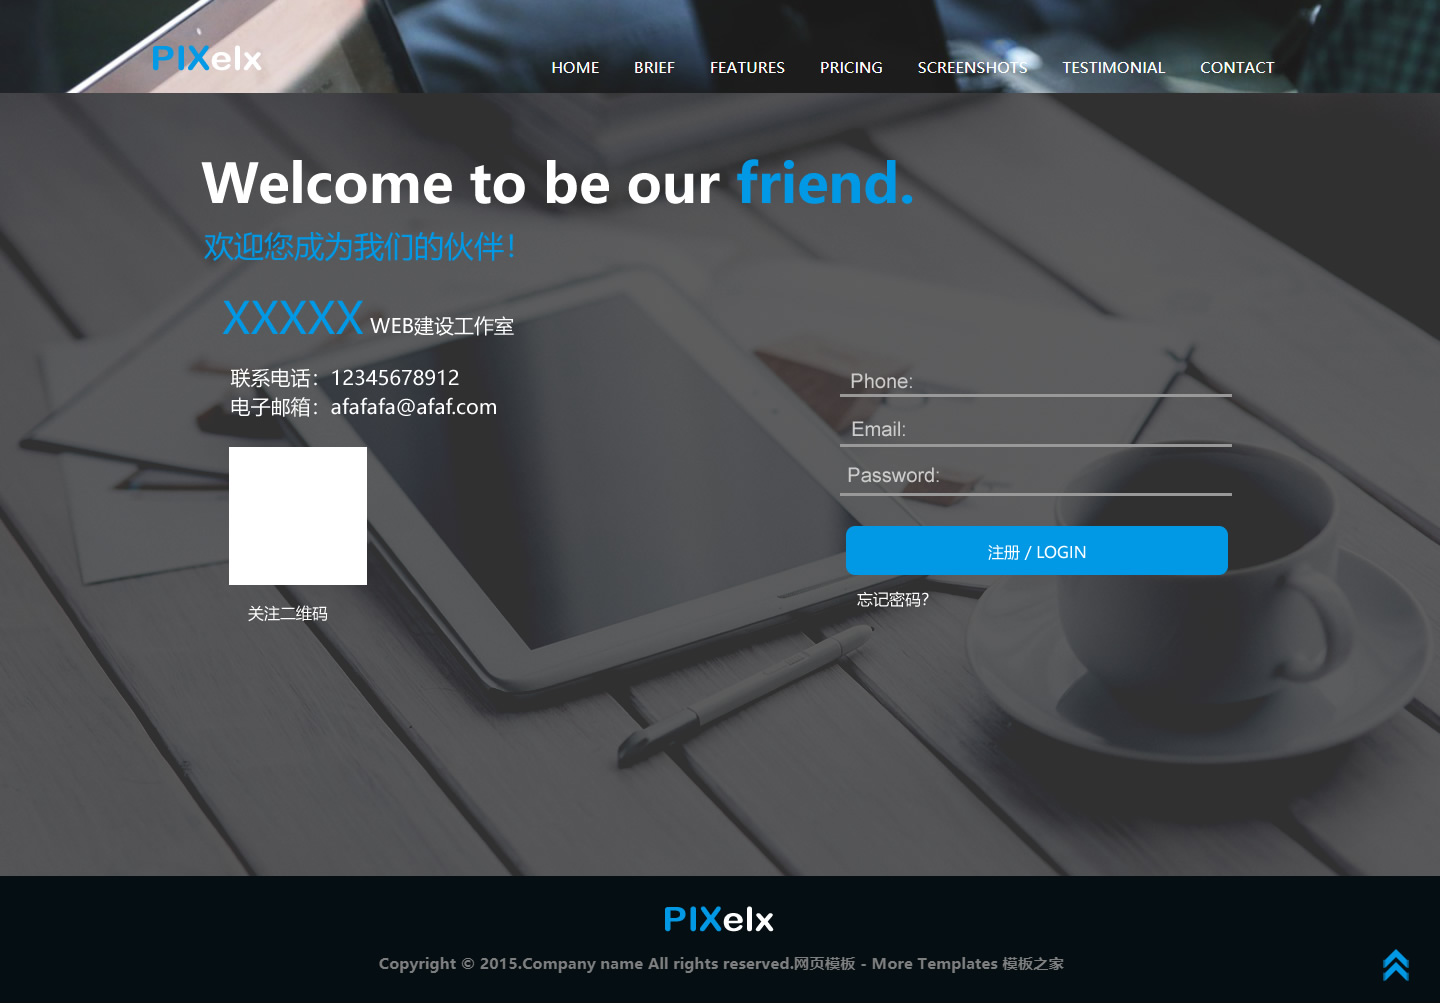 PIXelx
HOME BRIEF FEATURES PRICING SCREENSHOTS TESTIMONIAL CONTACT
Welcome to be our friend.
欢迎您成为我们的伙伴！
XXXXX WEB建设工作室
联系电话：12345678912
电子邮箱：afafafa@afaf.com
关注二维码
Phone:
Email:
Password:
注册 / LOGIN
忘记密码？
PIXelx
Copyright © 2015.Company name All rights reserved.网页模板 - More Templates 模板之家